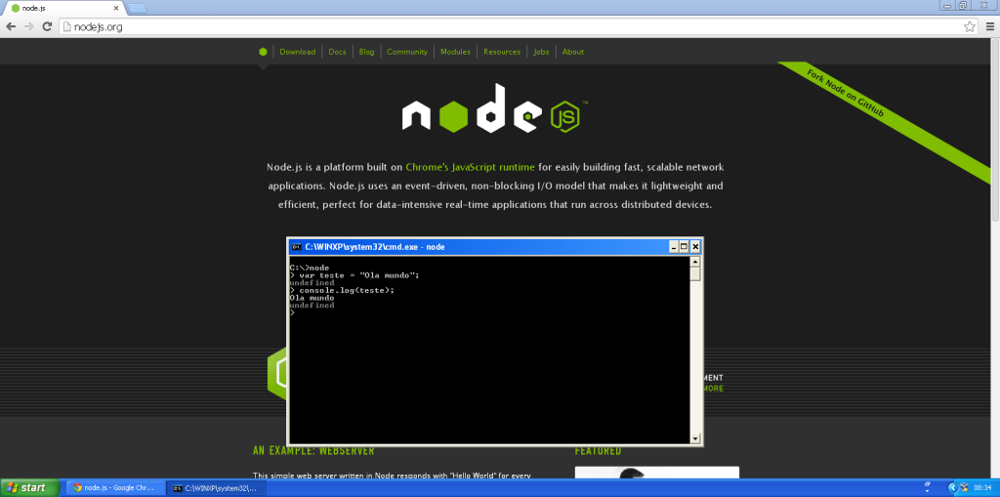 node.js
nodejs.org
Download Docs Blog Community Modules Resources Jobs About
Fork Node on GitHub
node JS ™
Node.js is a platform built on Chrome's JavaScript runtime for easily building fast, scalable network
applications. Node.js uses an event-driven, non-blocking I/O model that makes it lightweight and
efficient, perfect for data-intensive real-time applications that run across distributed devices.
C:\WINXP\system32\cmd.exe - node
C:\>node
> var teste = "Ola mundo";
undefined
> console.log(teste);
Ola mundo
undefined
>
MENT
MORE
AN EXAMPLE: WEBSERVER
FEATURED
This simple web server written in Node responds with "Hello World" for every
start
node.js - Google Chr...
C:\WINXP\system32\...
08:34